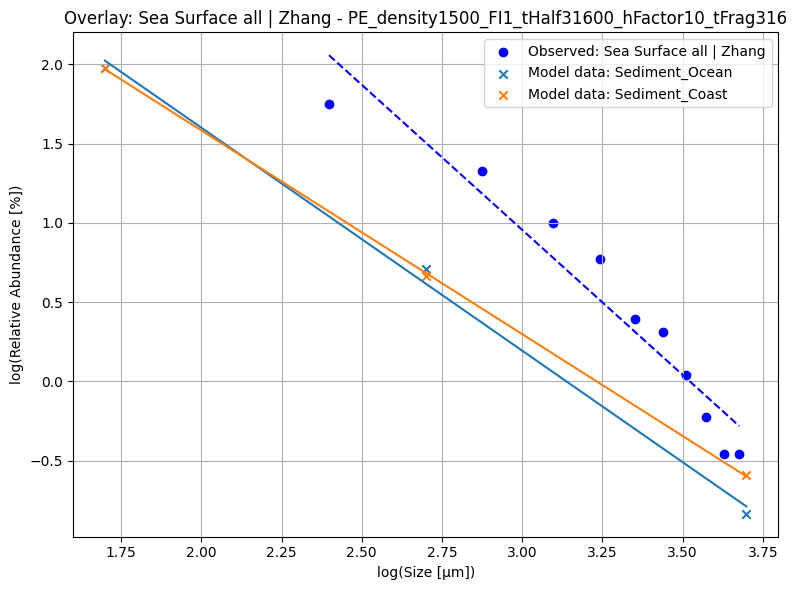 Overlay: Sea Surface all | Zhang - PE_density1500_FI1_tHalf31600_hFactor10_tFrag316
Observed: Sea Surface all | Zhang
Model data: Sediment_Ocean
Model data: Sediment_Coast
log(Relative Abundance [%])
2.0
1.5
1.0
0.5
0.0
−0.5
1.75 2.00 2.25 2.50 2.75 3.00 3.25 3.50 3.75
log(Size [µm])